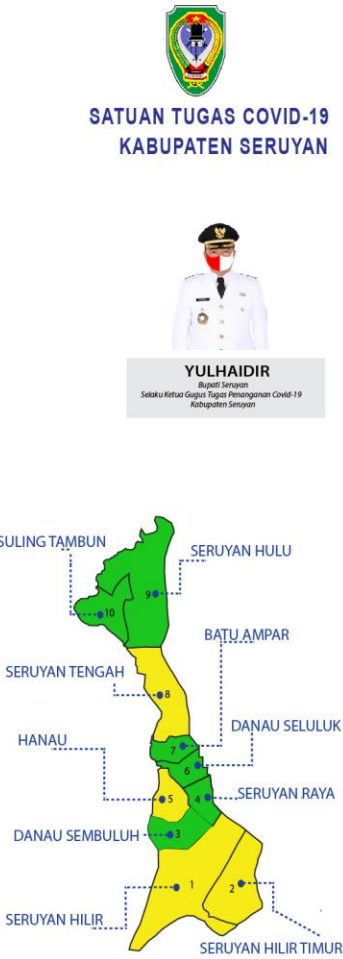 SATUAN TUGAS COVID-19
KABUPATEN SERUYAN
YULHAIDIR
Bupati Seruyan
Selaku Ketua Gugus Tugas Penanganan Covid-19
Kabupaten Seruyan
SULING TAMBUN
SERUYAN HULU
9
10
BATU AMPAR
SERUYAN TENGAH
8
DANAU SELULUK
HANAU
7
6
SERUYAN RAYA
5
4
DANAU SEMBULUH
3
1
2
SERUYAN HILIR
SERUYAN HILIR TIMUR